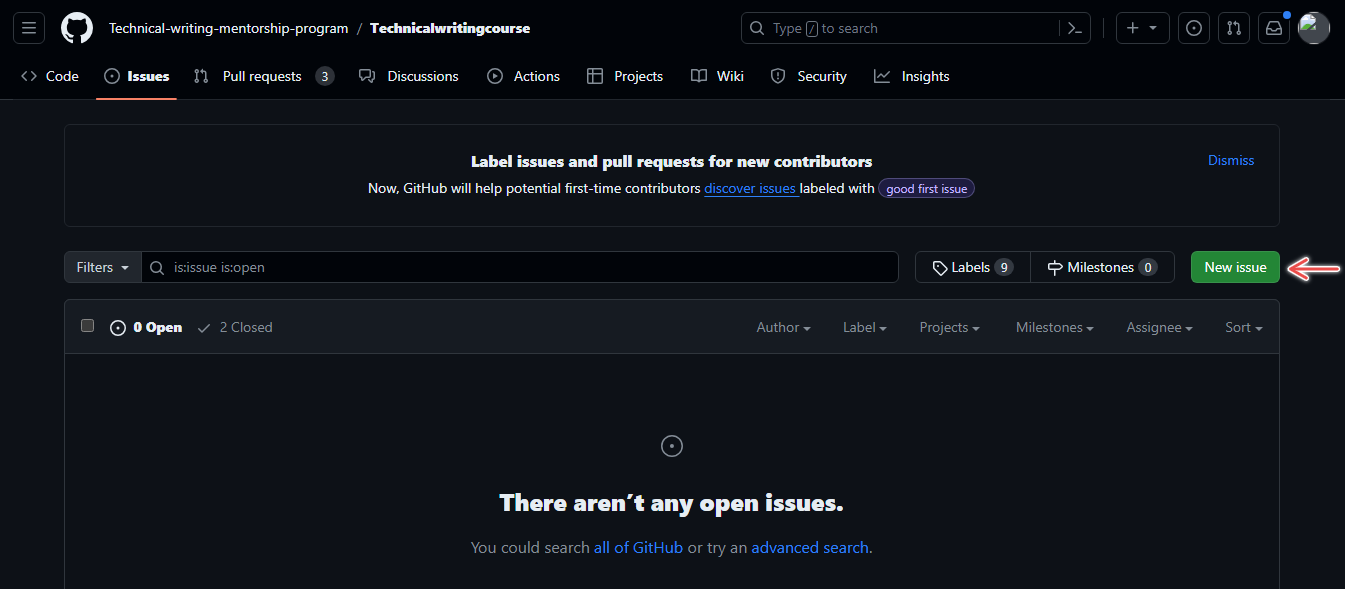 Technical-writing-mentorship-program / Technicalwritingcourse
Type / to search
Code Issues Pull requests 3 Discussions Actions Projects Wiki Security Insights
Label issues and pull requests for new contributors
Dismiss
Now, GitHub will help potential first-time contributors discover issues labeled with good first issue
Filters is:issue is:open Labels 9 Milestones 0 New issue
0 Open 2 Closed Author Label Projects Milestones Assignee Sort
There aren’t any open issues.
You could search all of GitHub or try an advanced search.